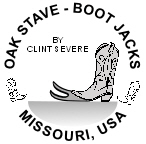 OAK STAVE - BOOT JACKS
BY
CLINT SEVERE
MISSOURI, USA